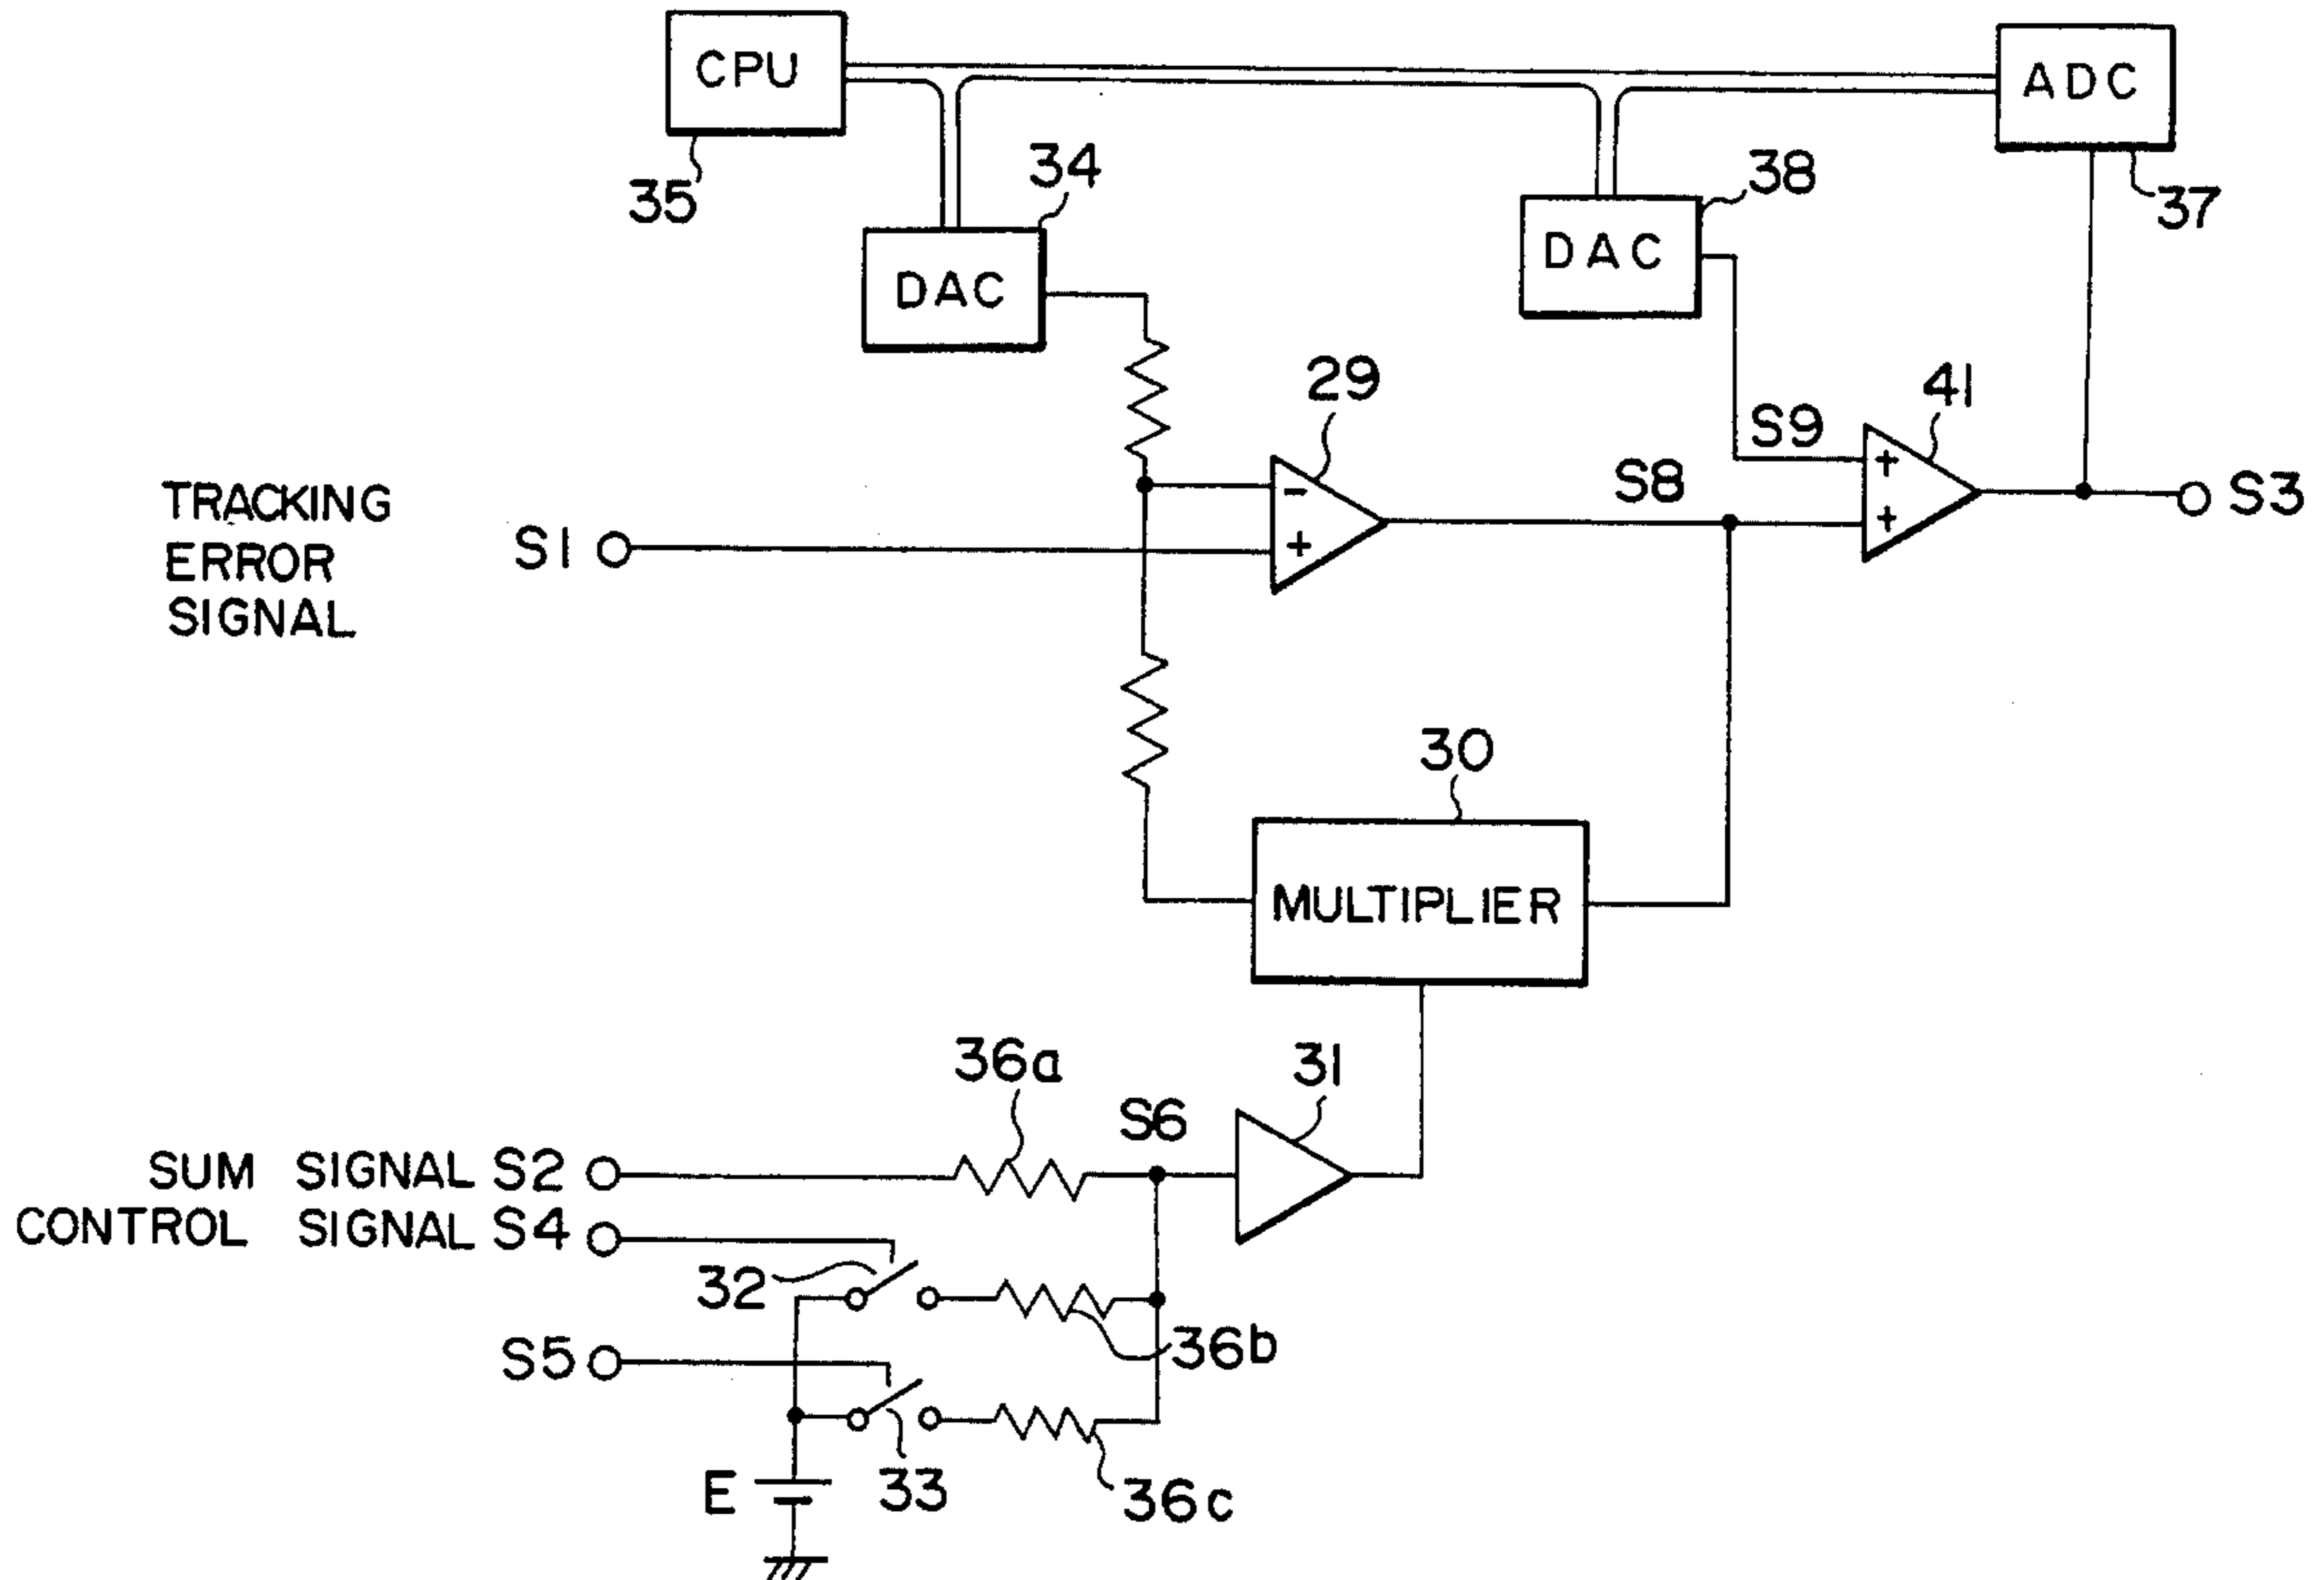 CPU
ADC
35
34
38
37
DAC
DAC
29
41
S9
S8
S3
TRACKING
ERROR
SIGNAL
S1
30
MULTIPLIER
36a
S6
31
SUM SIGNAL S2
CONTROL SIGNAL S4
32
36b
S5
E
33
36c